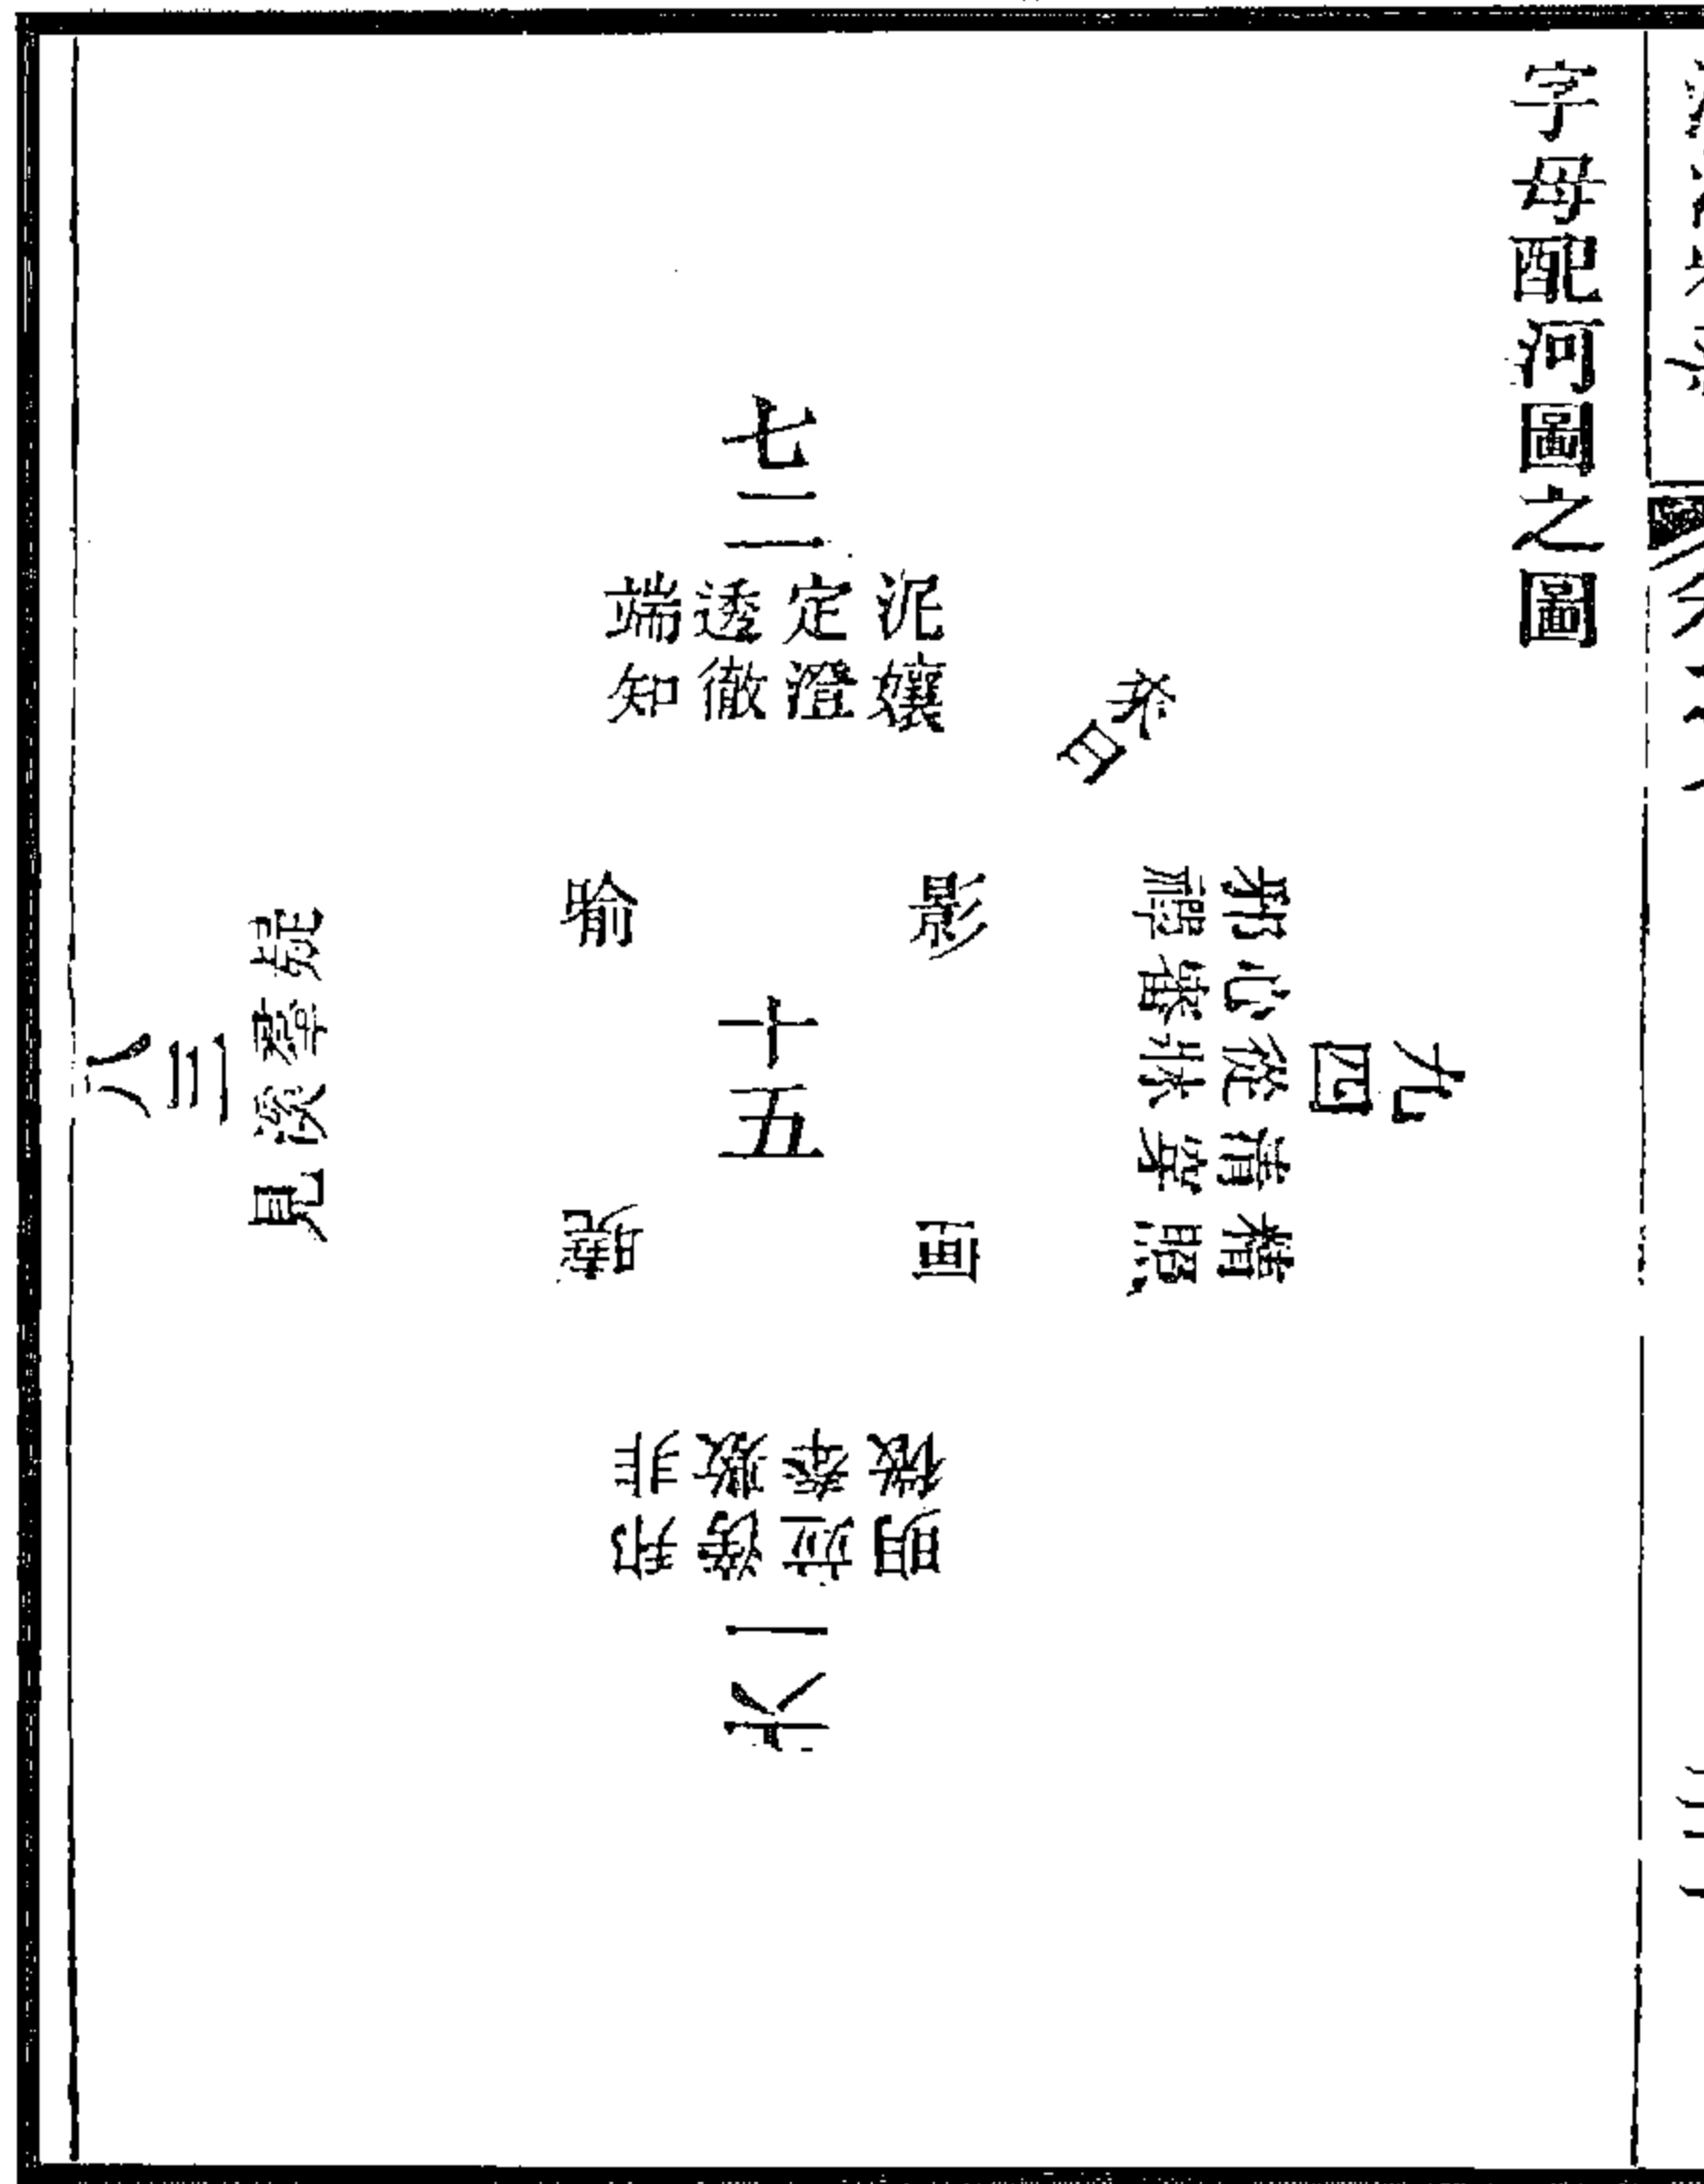 字母配河圖之圖
七
二
端透定泥
知徹澄孃
來
日
喻 影
十
五
曉 匣
九
四
精清從心邪
照穿牀審禪
八
三
見溪羣疑
六
一
邦滂並明
非敷奉微